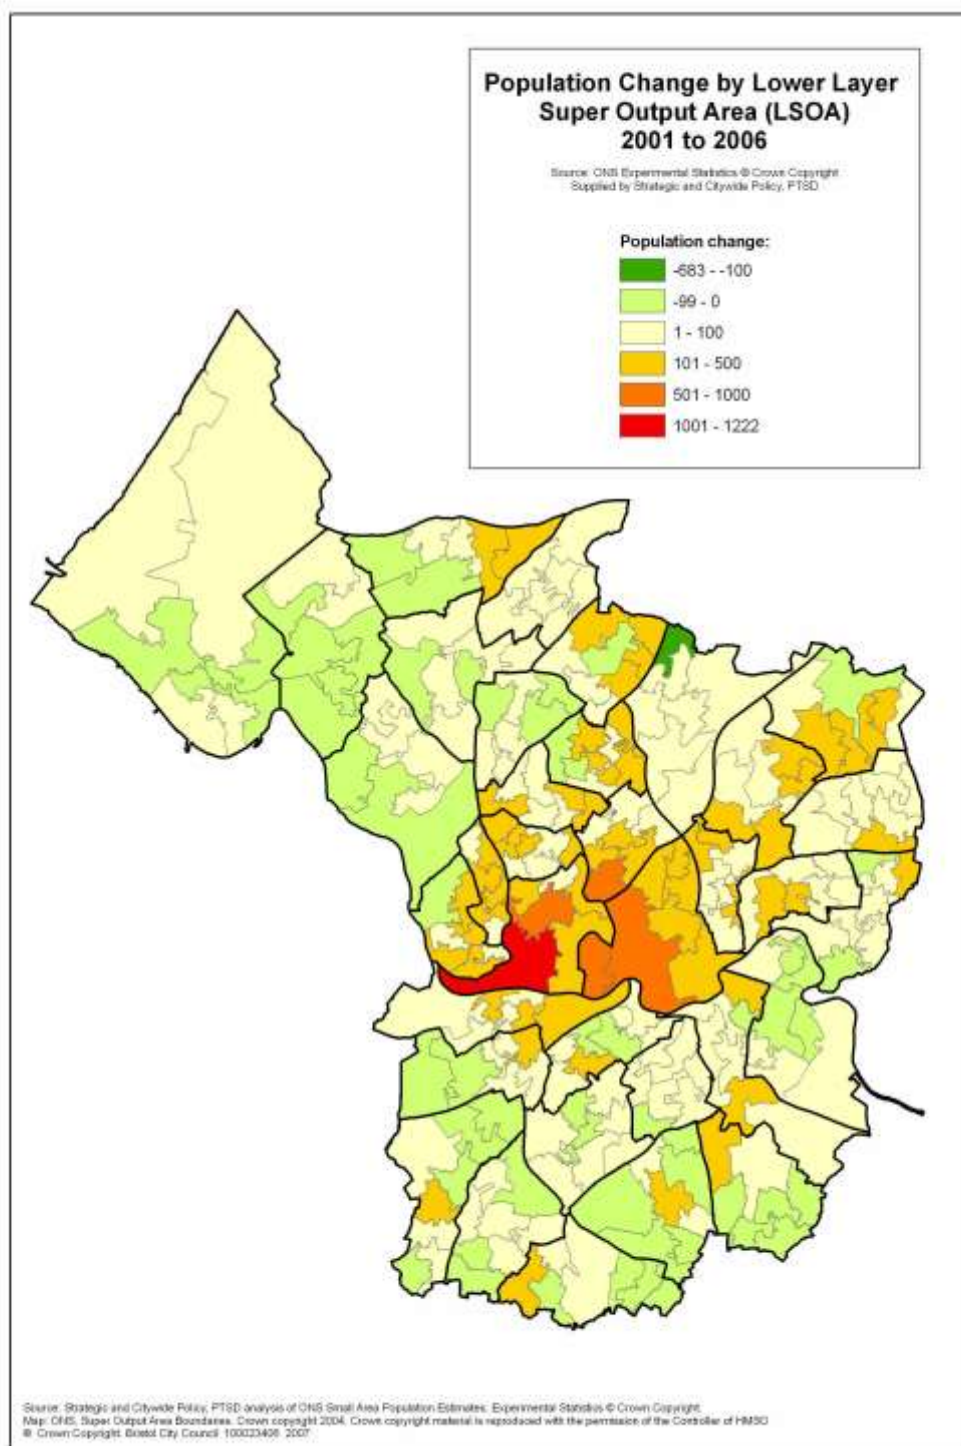 Population Change by Lower Layer
Super Output Area (LSOA)
2001 to 2006
Source: ONS Experimental Statistics © Crown Copyright
Supplied by Strategic and Citywide Policy, PTSD
Population change:
-683 - -100
-99 - 0
1 - 100
101 - 500
501 - 1000
1001 - 1222
Source: Strategic and Citywide Policy, PTSD analysis of ONS Small Area Population Estimates: Experimental Statistics © Crown Copyright.
Map: ONS, Super Output Area Boundaries. Crown copyright 2004. Crown copyright material is reproduced with the permission of the Controller of HMSO
© Crown Copyright. Bristol City Council. 100023406. 2007